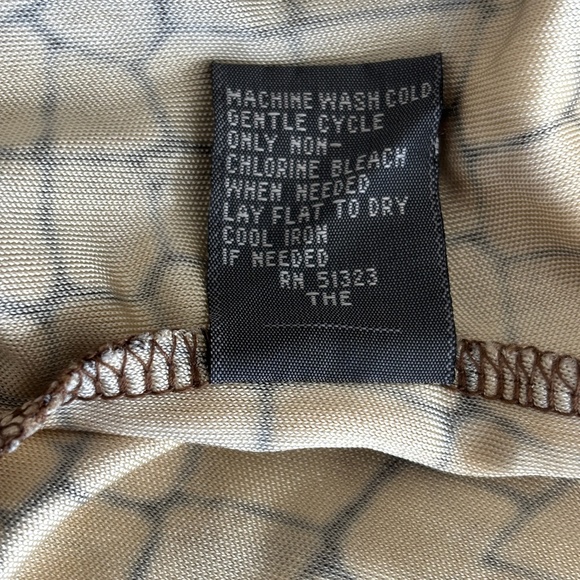 MACHINE WASH COLD
GENTLE CYCLE
ONLY NON-
CHLORINE BLEACH
WHEN NEEDED
LAY FLAT TO DRY
COOL IRON
IF NEEDED
RN 51323
THE